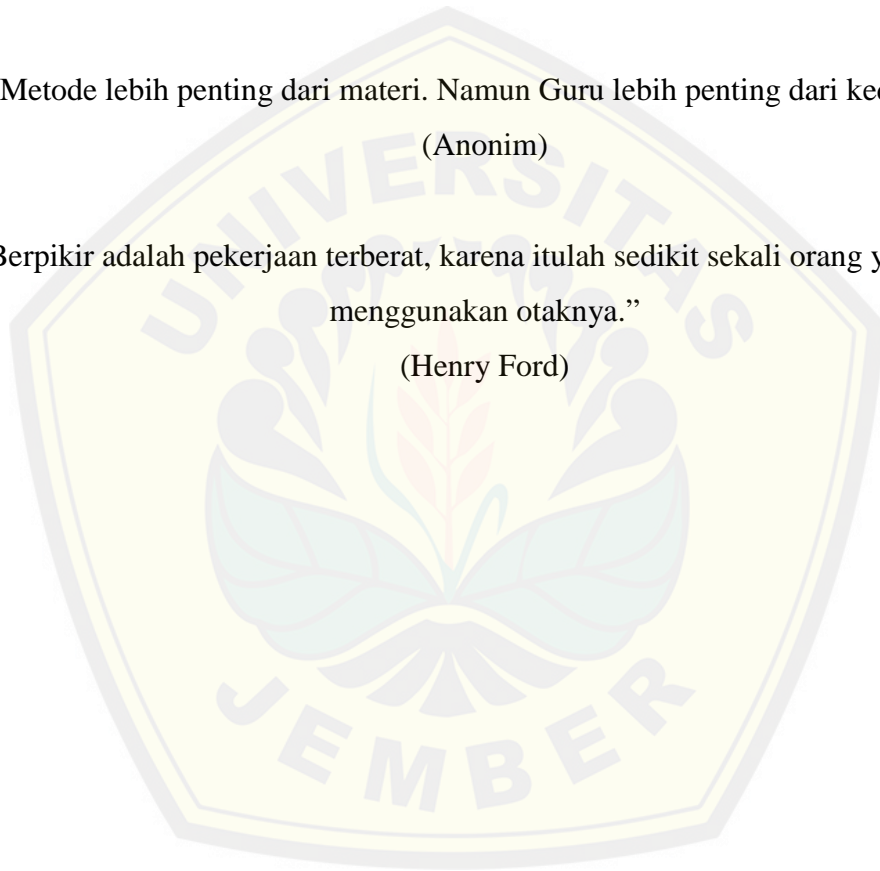 Metode lebih penting dari materi. Namun Guru lebih penting dari
(Anonim)
Berpikir adalah pekerjaan terberat, karena itulah sedikit sekali orang
menggunakan otaknya.”
(Henry Ford)
UNIVERSITAS
JEMBER